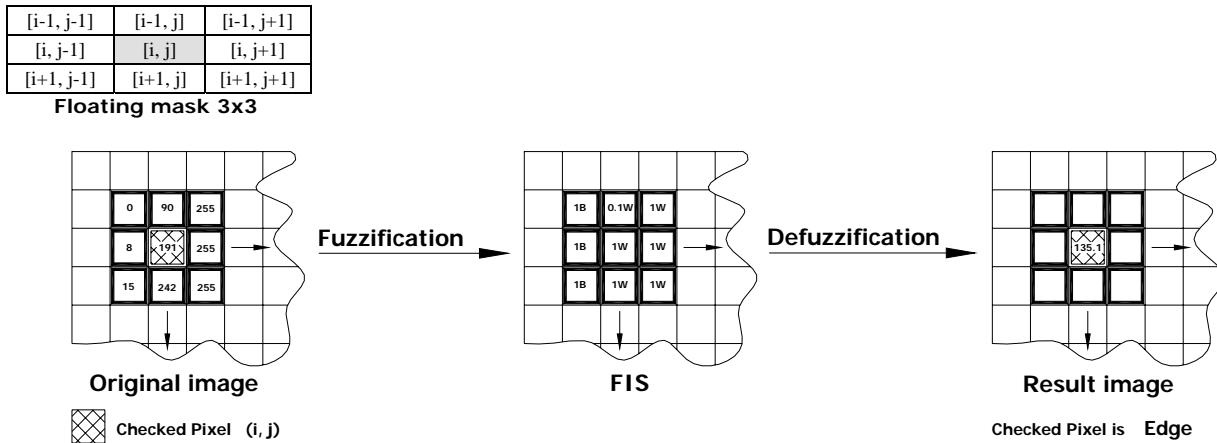 [i-1, j-1] [i-1, j] [i-1, j+1]
[i, j-1] [i, j] [i, j+1]
[i+1, j-1] [i+1, j] [i+1, j+1]
Floating mask 3x3
0 90 255
8 191 255
15 242 255
Original image
Checked Pixel (i, j)
Fuzzification
1B 0.1W 1W
1B 1W 1W
1B 1W 1W
FIS
Defuzzification
135.1
Result image
Checked Pixel is Edge